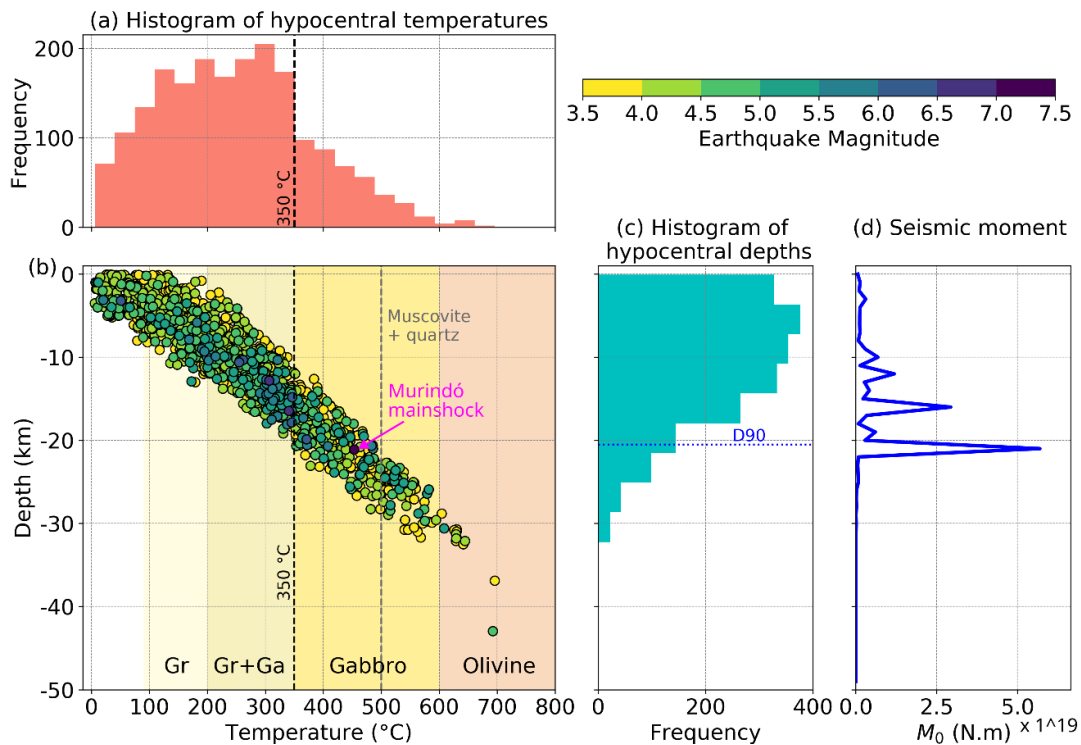 (a) Histogram of hypocentral temperatures
200
100
0
Frequency
350 °C
3.5 4.0 4.5 5.0 5.5 6.0 6.5 7.0 7.5
Earthquake Magnitude
(b)
0
-10
-20
-30
-40
-50
Depth (km)
Muscovite
+ quartz
Murindó
mainshock
350 °C
Gr Gr+Ga Gabbro Olivine
0 100 200 300 400 500 600 700 800
Temperature (°C)
(c) Histogram of
hypocentral depths
D90
0 200 400
Frequency
(d) Seismic moment
0.0 2.5 5.0
M_0 (N.m) x 1^19